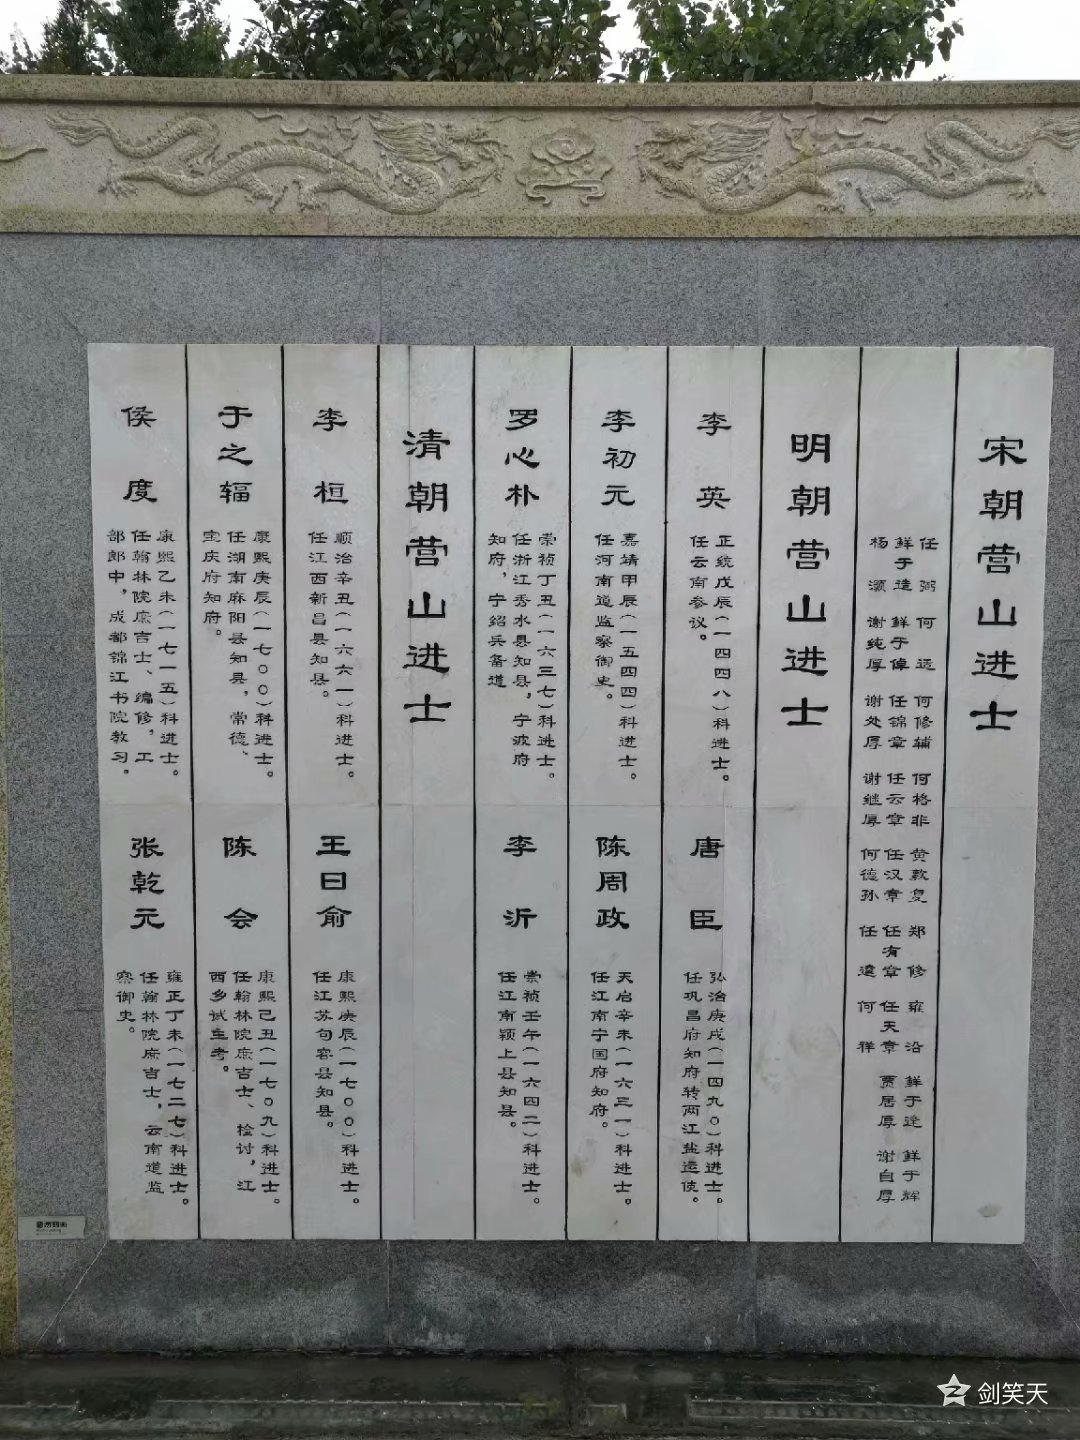 宋朝营山进士
任弼 何远 何修辅 何格非 黄敦复 郑修 雍沿 鲜于逵 鲜于辉
鲜于造 鲜于倬 任锦章 任云章 任汉章 任有章 任天章 贾居厚 谢自厚
杨灏 谢纯厚 谢处厚 谢继厚 何德孙 任遠 何祥
明朝营山进士
李英
正统戊辰(一四四八)科进士。
任云南参议。
唐臣
弘治庚戌(一四九〇)科进士。
任巩昌府知府转两江盐运使。
李初元
嘉靖甲辰(一五四四)科进士。
任河南道监察御史。
陈周政
天启辛未(一六三一)科进士。
任江南宁国府知府。
罗心朴
崇祯丁丑(一六三七)科进士。
任浙江秀水县知县,宁波府
知府,宁绍兵备道
李沂
崇祯壬午(一六四二)科进士。
任江南颖上县知县。
清朝营山进士
李桓
顺治辛丑(一六六一)科进士。
任江西新昌县知县。
王曰俞
康熙庚辰(一七〇〇)科进士。
任江苏句容县知县。
于之辐
康熙庚辰(一七〇〇)科进士。
任湖南麻阳县知县,常德、
宝庆府知府。
陈会
康熙己丑(一七〇九)科进士。
任翰林院庶吉士、检讨,江
西乡试主考。
侯度
康熙乙未(一七一五)科进士。
任翰林院庶吉士、编修,工
部郎中,成都锦江书院教习。
张乾元
雍正丁未(一七二七)科进士。
任翰林院庶吉士,云南道监
察御史。
剑笑天